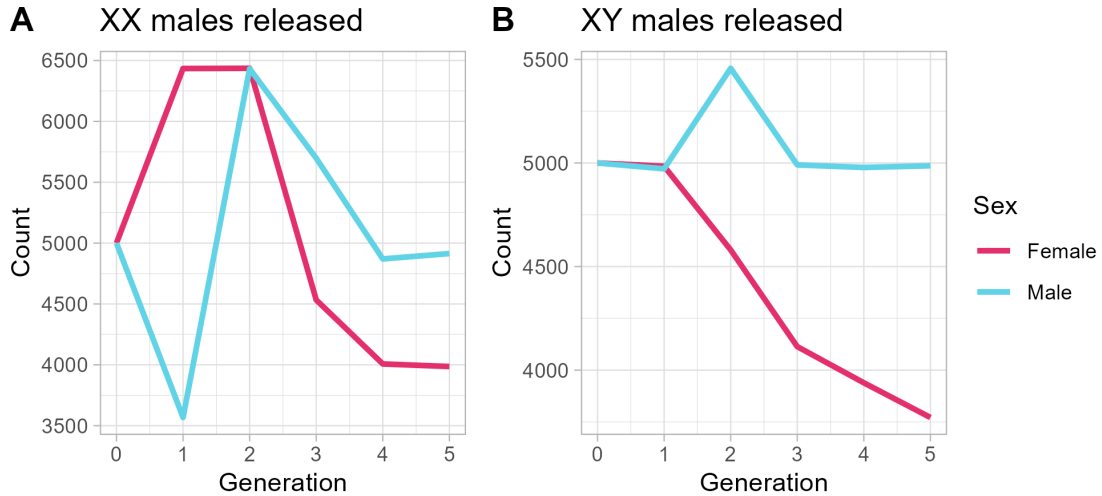 A XX males released
6500
6000
5500
5000
4500
4000
3500
Count
0 1 2 3 4 5
Generation
B XY males released
5500
5000
4500
4000
Count
0 1 2 3 4 5
Generation
Sex
Female
Male